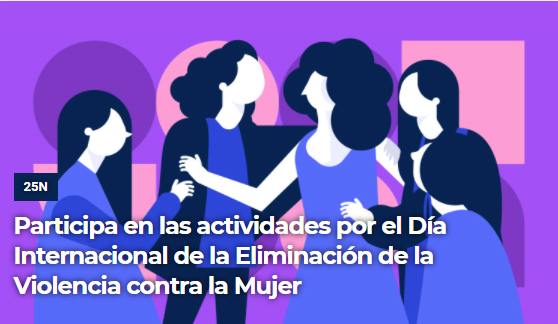 25N
Participa en las actividades por el Día
Internacional de la Eliminación de la
Violencia contra la Mujer